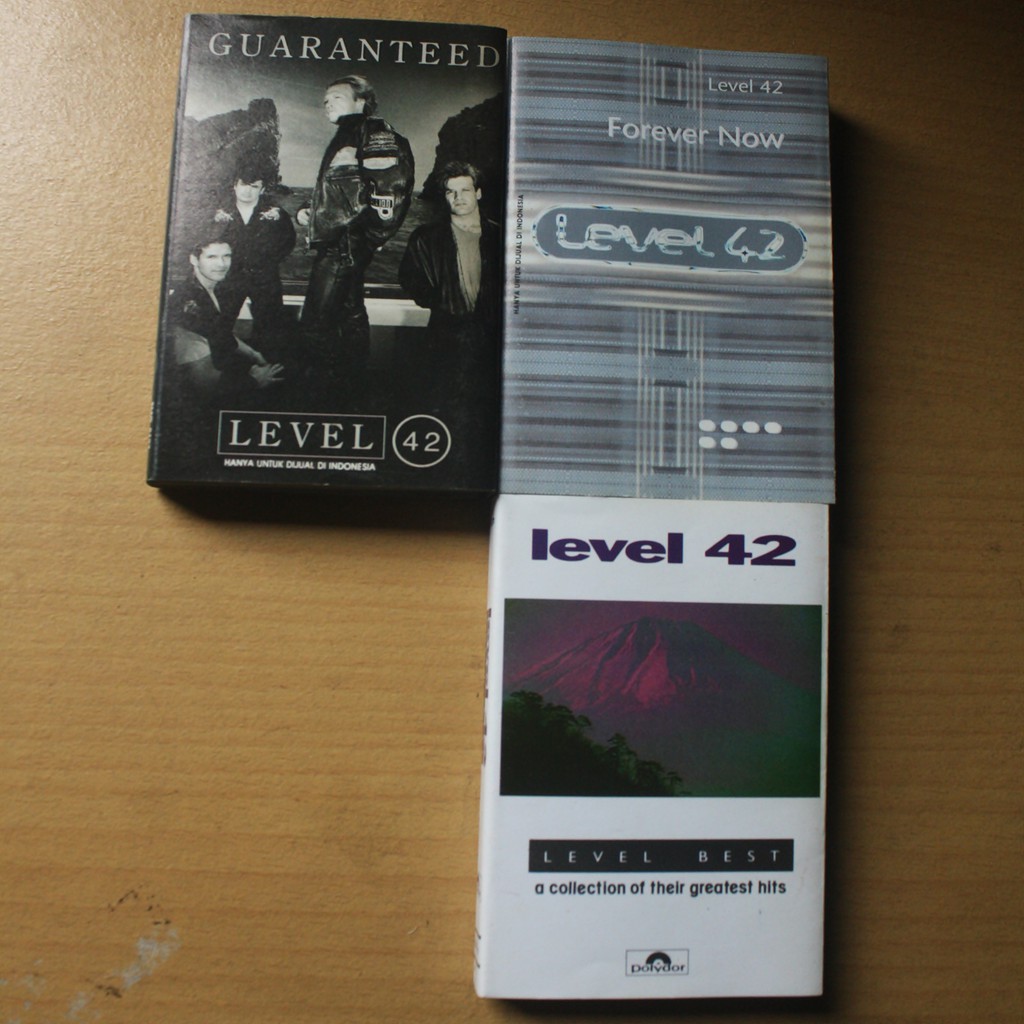 GUARANTEED
LEVEL 42
HANYA UNTUK DIJUAL DI INDONESIA
Level 42
Forever Now
Level 42
HANYA UNTUK DIJUAL DI INDONESIA
level 42
LEVEL BEST
a collection of their greatest hits
polydor